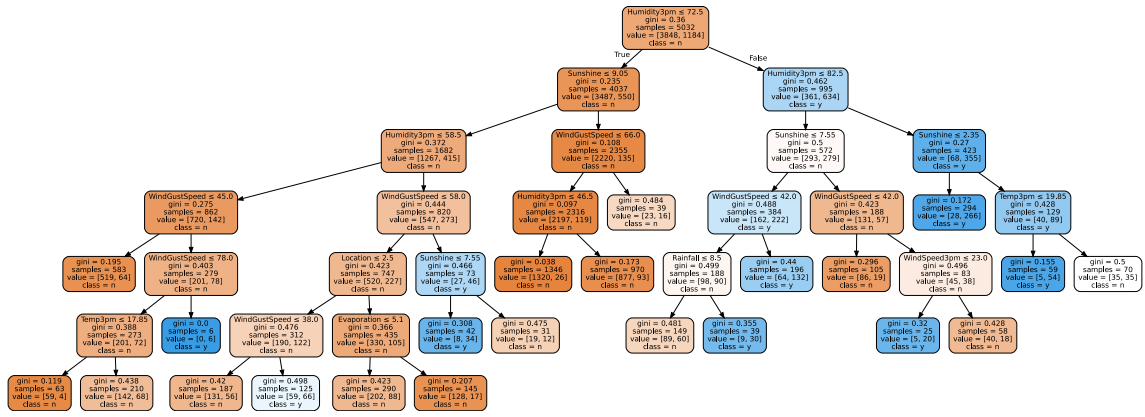 Humidity3pm ≤ 72.5
gini = 0.36
samples = 5032
value = [3848, 1184]
class = n
True
False
Sunshine ≤ 9.05
gini = 0.235
samples = 4037
value = [3487, 550]
class = n
Humidity3pm ≤ 82.5
gini = 0.462
samples = 995
value = [361, 634]
class = y
Humidity3pm ≤ 58.5
gini = 0.372
samples = 1682
value = [1267, 415]
class = n
WindGustSpeed ≤ 66.0
gini = 0.108
samples = 2355
value = [2220, 135]
class = n
Sunshine ≤ 7.55
gini = 0.5
samples = 572
value = [293, 279]
class = n
Sunshine ≤ 2.35
gini = 0.27
samples = 423
value = [68, 355]
class = y
WindGustSpeed ≤ 45.0
gini = 0.275
samples = 862
value = [720, 142]
class = n
WindGustSpeed ≤ 58.0
gini = 0.444
samples = 820
value = [547, 273]
class = n
Humidity3pm ≤ 46.5
gini = 0.097
samples = 2316
value = [2197, 119]
class = n
gini = 0.484
samples = 39
value = [23, 16]
class = n
WindGustSpeed ≤ 42.0
gini = 0.488
samples = 384
value = [162, 222]
class = y
WindGustSpeed ≤ 42.0
gini = 0.423
samples = 188
value = [131, 57]
class = n
gini = 0.172
samples = 294
value = [28, 266]
class = y
Temp3pm ≤ 19.85
gini = 0.428
samples = 129
value = [40, 89]
class = y
gini = 0.195
samples = 583
value = [519, 64]
class = n
WindGustSpeed ≤ 78.0
gini = 0.403
samples = 279
value = [201, 78]
class = n
Location ≤ 2.5
gini = 0.423
samples = 747
value = [520, 227]
class = n
Sunshine ≤ 7.55
gini = 0.466
samples = 73
value = [27, 46]
class = y
gini = 0.038
samples = 1346
value = [1320, 26]
class = n
gini = 0.173
samples = 970
value = [877, 93]
class = n
Rainfall ≤ 8.5
gini = 0.499
samples = 188
value = [98, 90]
class = n
gini = 0.44
samples = 196
value = [64, 132]
class = y
gini = 0.296
samples = 105
value = [86, 19]
class = n
WindSpeed3pm ≤ 23.0
gini = 0.496
samples = 83
value = [45, 38]
class = n
gini = 0.155
samples = 59
value = [5, 54]
class = y
gini = 0.5
samples = 70
value = [35, 35]
class = n
Temp3pm ≤ 17.85
gini = 0.388
samples = 273
value = [201, 72]
class = n
gini = 0.0
samples = 6
value = [0, 6]
class = y
WindGustSpeed ≤ 38.0
gini = 0.476
samples = 312
value = [190, 122]
class = n
Evaporation ≤ 5.1
gini = 0.366
samples = 435
value = [330, 105]
class = n
gini = 0.308
samples = 42
value = [8, 34]
class = y
gini = 0.475
samples = 31
value = [19, 12]
class = n
gini = 0.481
samples = 149
value = [89, 60]
class = n
gini = 0.355
samples = 39
value = [9, 30]
class = y
gini = 0.32
samples = 25
value = [5, 20]
class = y
gini = 0.428
samples = 58
value = [40, 18]
class = n
gini = 0.119
samples = 63
value = [59, 4]
class = n
gini = 0.438
samples = 210
value = [142, 68]
class = n
gini = 0.42
samples = 187
value = [131, 56]
class = n
gini = 0.498
samples = 125
value = [59, 66]
class = y
gini = 0.423
samples = 290
value = [202, 88]
class = n
gini = 0.207
samples = 145
value = [128, 17]
class = n